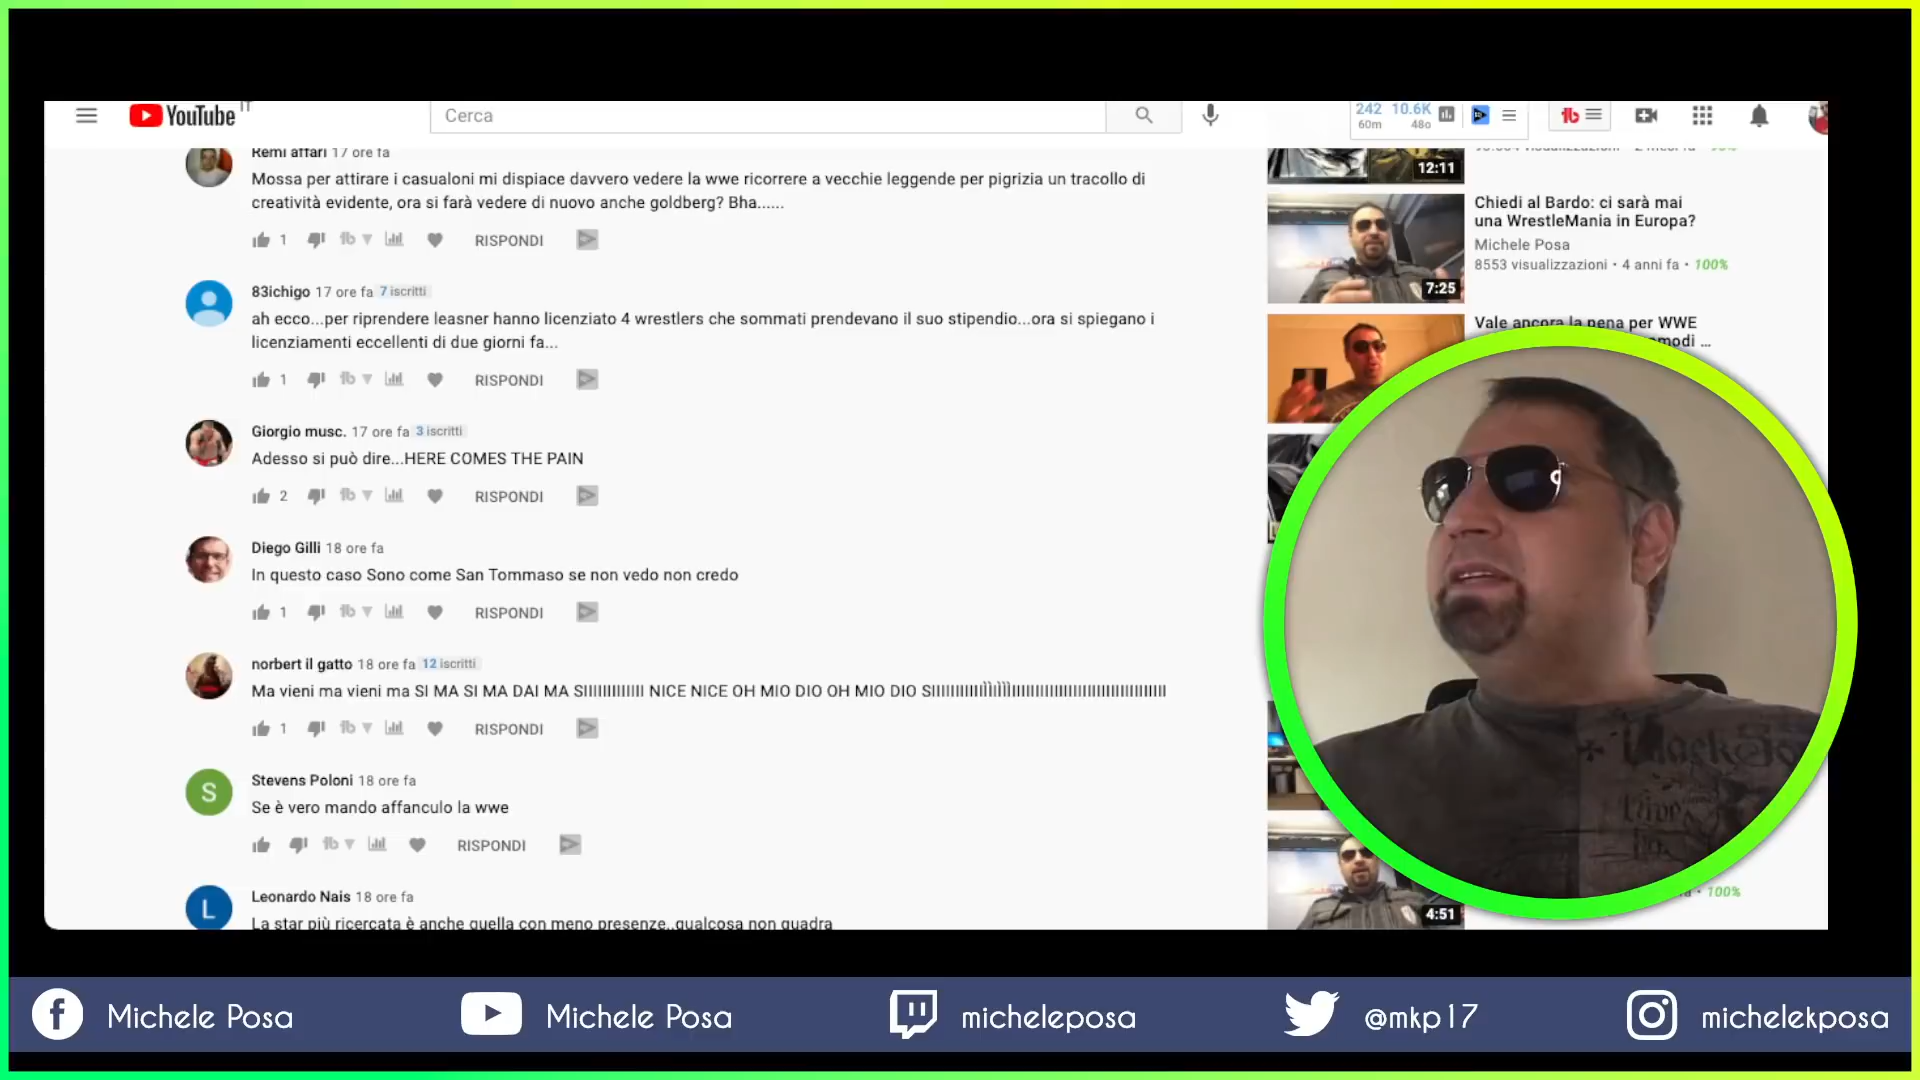 YouTube IT
Cerca
242 10.6K
60m 48o
Remi affari 17 ore fa
Mossa per attirare i casualoni mi dispiace davvero vedere la wwe ricorrere a vecchie leggende per pigrizia un tracollo di
creatività evidente, ora si farà vedere di nuovo anche goldberg? Bha......
1 RISPONDI
83ichigo 17 ore fa 7 iscritti
ah ecco...per riprendere leasner hanno licenziato 4 wrestlers che sommati prendevano il suo stipendio...ora si spiegano i
licenziamenti eccellenti di due giorni fa...
1 RISPONDI
Giorgio musc. 17 ore fa 3 iscritti
Adesso si può dire...HERE COMES THE PAIN
2 RISPONDI
Diego Gilli 18 ore fa
In questo caso Sono come San Tommaso se non vedo non credo
1 RISPONDI
norbert il gatto 18 ore fa 12 iscritti
Ma vieni ma vieni ma SI MA SI MA DAI MA SIIIIIIIIIIIII NICE NICE OH MIO DIO OH MIO DIO SIIIIIIIIIIIÌÌIÌÌÌIIIIIIIIIIIIIIIIIIIIIIIIIIIIIIIII
1 RISPONDI
Stevens Poloni 18 ore fa
Se è vero mando affanculo la wwe
RISPONDI
Leonardo Nais 18 ore fa
La star più ricercata è anche quella con meno presenze..qualcosa non quadra
12:11
Chiedi al Bardo: ci sarà mai
una WrestleMania in Europa?
Michele Posa
8553 visualizzazioni • 4 anni fa • 100%
7:25
Vale ancora la pena per WWE
modi ...
100%
4:51
Michele Posa
Michele Posa
micheleposa
@mkp17
michelekposa